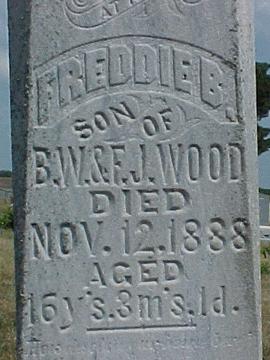 FREDDIE B.
SON OF
B.W.&F.J.WOOD
DIED
NOV. 12.1888
AGED
16y's.3m's.1d.